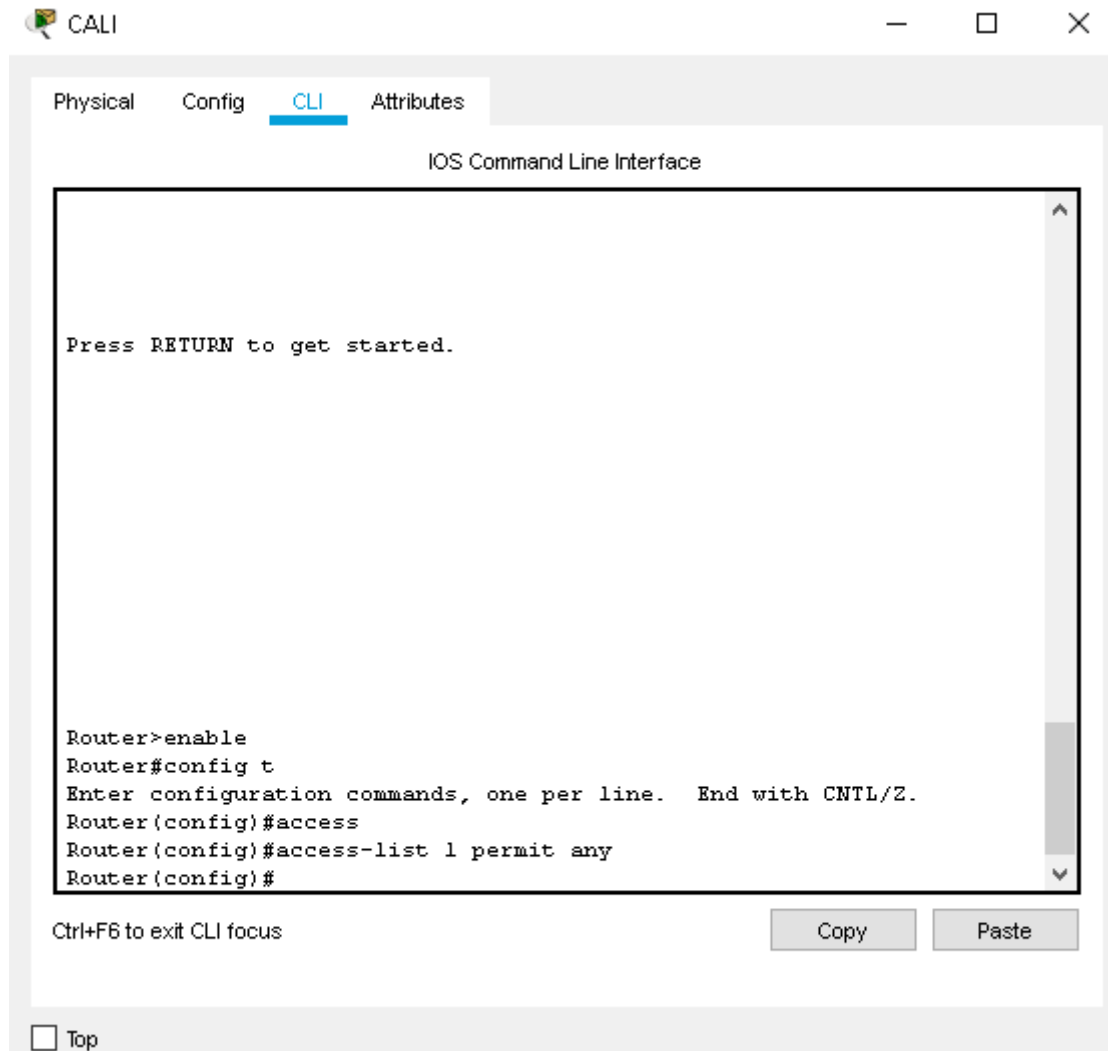 CALI
Physical Config CLI Attributes
IOS Command Line Interface
Press RETURN to get started.
Router>enable
Router#config t
Enter configuration commands, one per line.  End with CNTL/Z.
Router(config)#access
Router(config)#access-list 1 permit any
Router(config)#
Ctrl+F6 to exit CLI focus
Copy Paste
Top